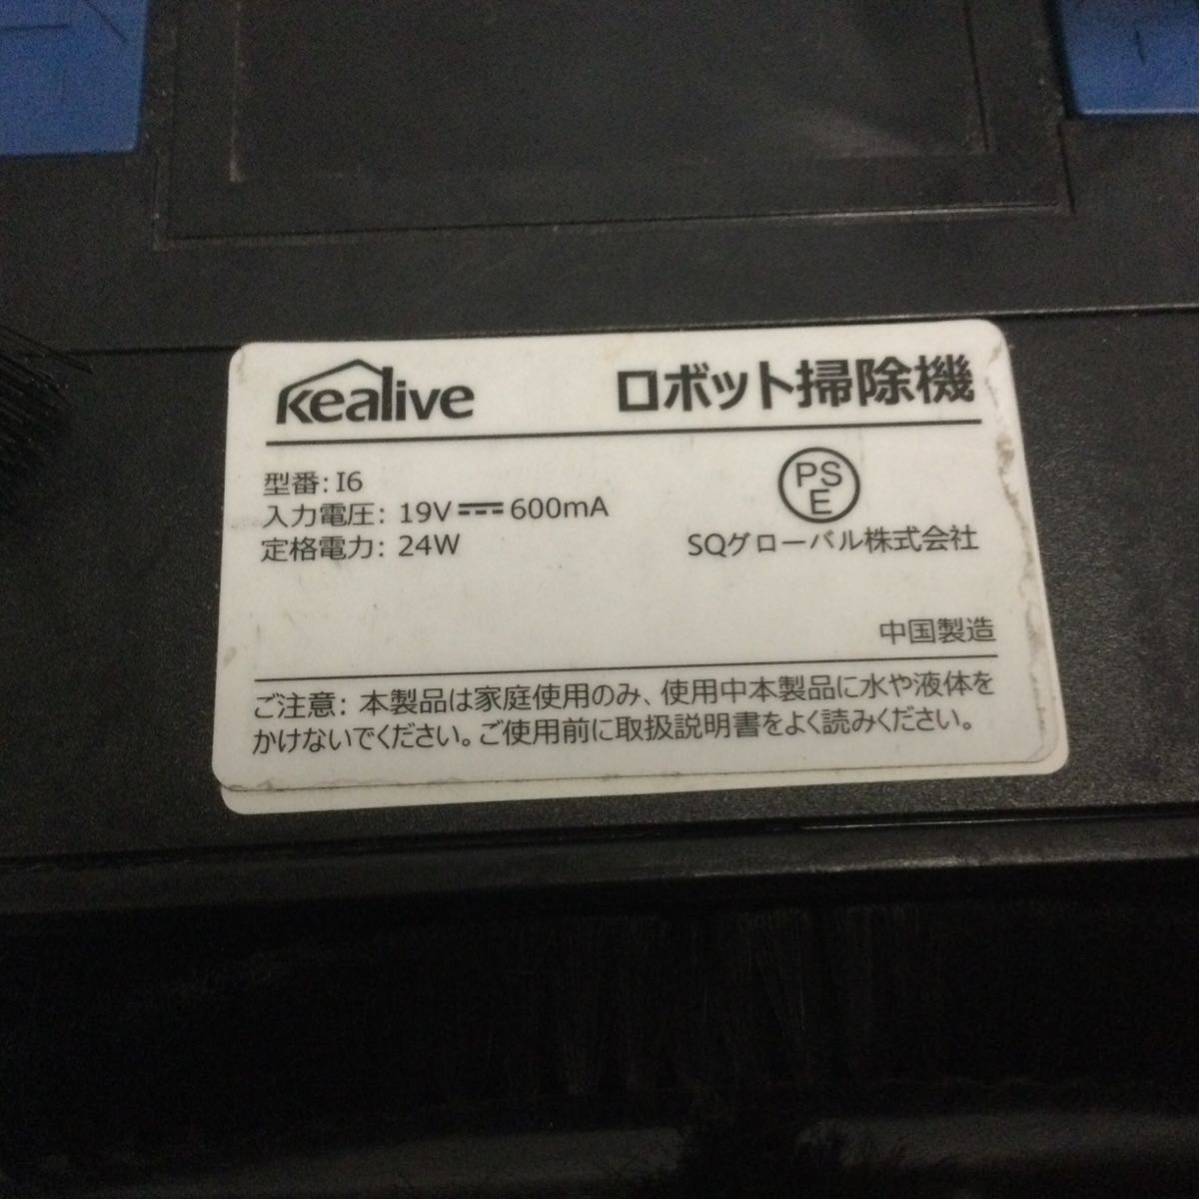 Kealive ロボット掃除機
型番: I6
入力電圧: 19V⎓600mA
定格電力: 24W
PS
E
SQグローバル株式会社
中国製造
ご注意: 本製品は家庭使用のみ、使用中本製品に水や液体を
かけないでください。ご使用前に取扱説明書をよく読みください。